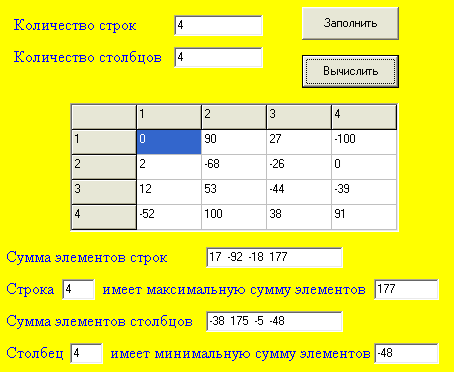 Количество строк 4 Заполнить
Количество столбцов 4
Вычислить
1 2 3 4
1 0 90 27 -100
2 2 -68 -26 0
3 12 53 -44 -39
4 -52 100 38 91
Сумма элементов строк 17 -92 -18 177
Строка 4 имеет максимальную сумму элементов 177
Сумма элементов столбцов -38 175 -5 -48
Столбец 4 имеет минимальную сумму элементов -48